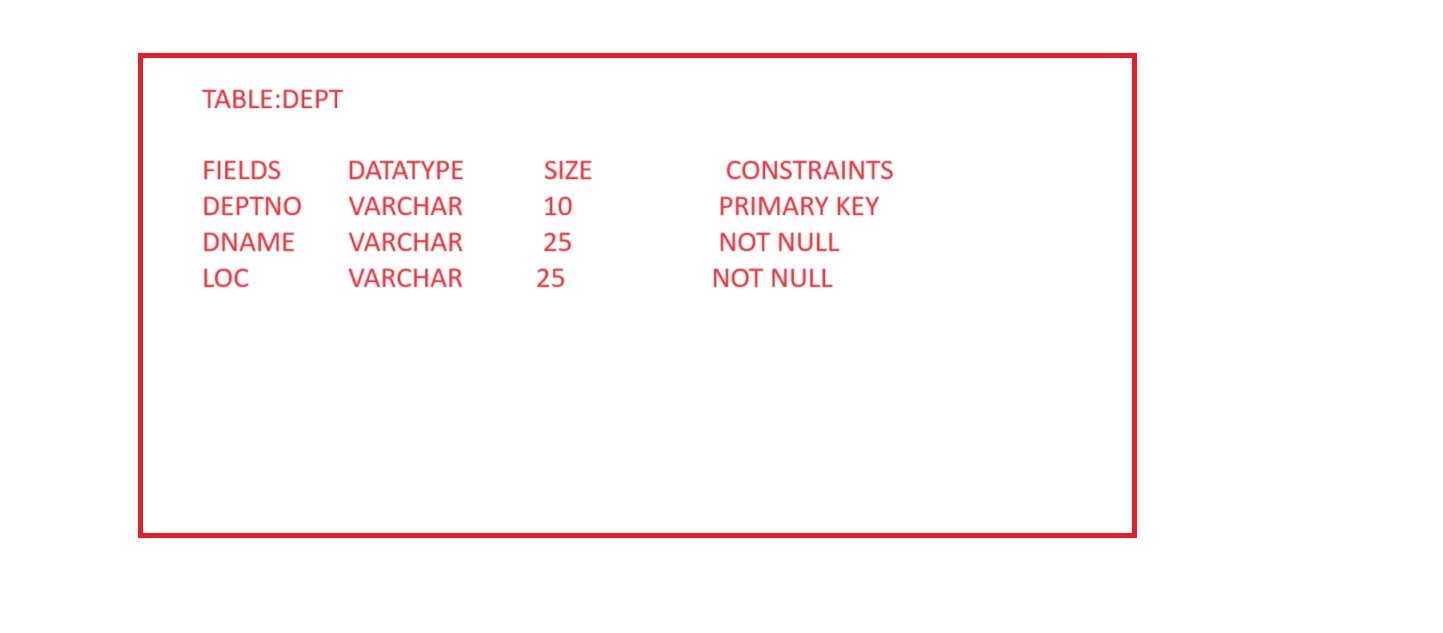 TABLE:DEPT
FIELDS DATATYPE SIZE CONSTRAINTS
DEPTNO VARCHAR 10 PRIMARY KEY
DNAME VARCHAR 25 NOT NULL
LOC VARCHAR 25 NOT NULL